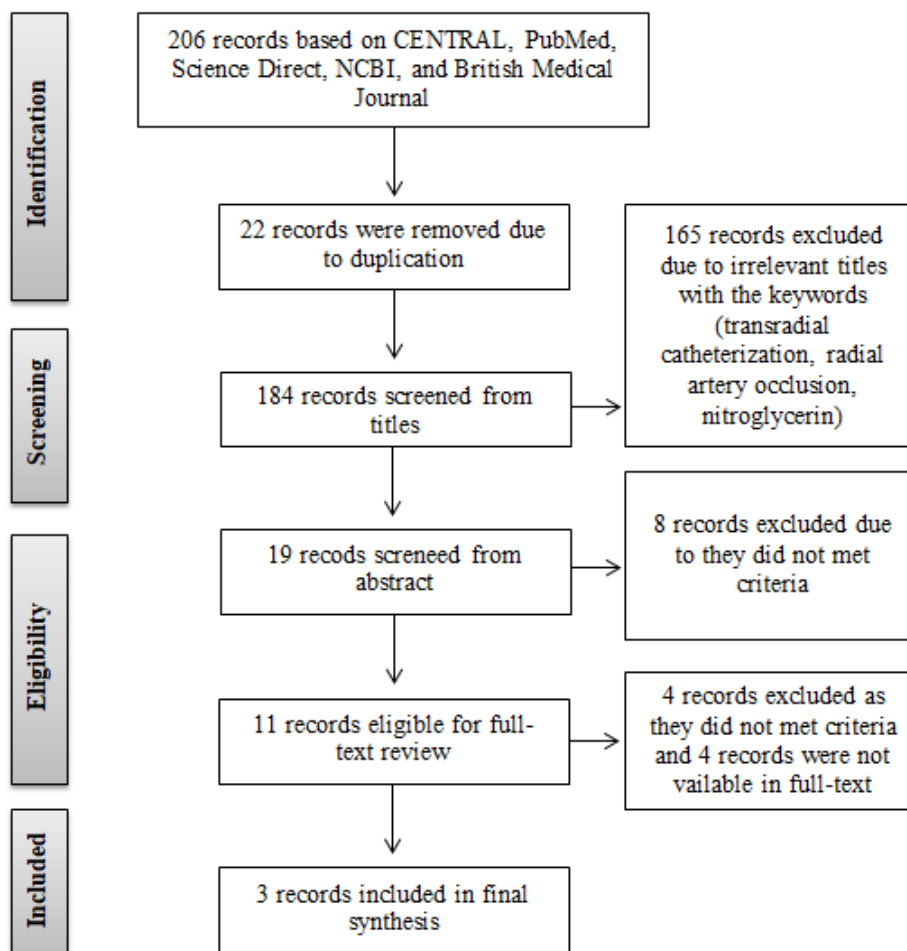 Identification
206 records based on CENTRAL, PubMed,
Science Direct, NCBI, and British Medical
Journal
22 records were removed due
to duplication
165 records excluded
due to irrelevant titles
with the keywords
(transradial
catheterization, radial
artery occlusion,
nitroglycerin)
Screening
184 records screened from
titles
Eligibility
19 recods screneed from
abstract
8 records excluded due
to they did not met
criteria
11 records eligible for full-
text review
4 records excluded as
they did not met criteria
and 4 records were not
vailable in full-text
Included
3 records included in final
synthesis